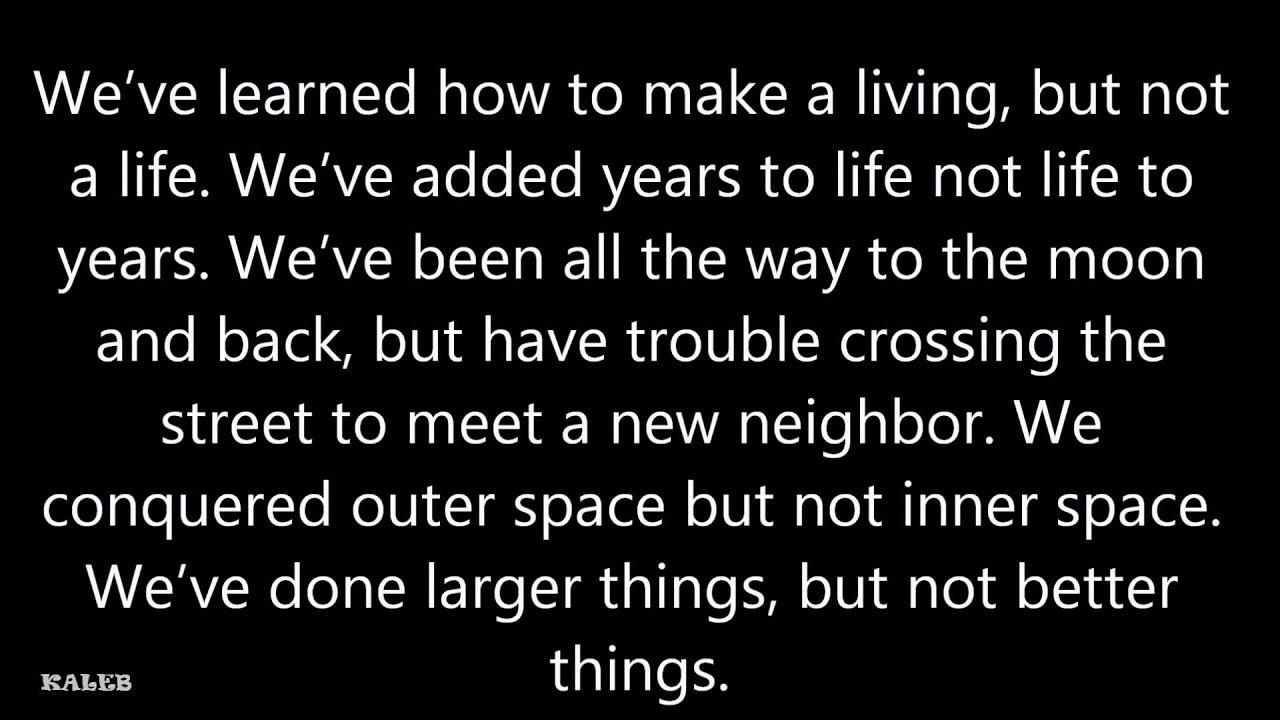 We’ve learned how to make a living, but not
a life. We’ve added years to life not life to
years. We’ve been all the way to the moon
and back, but have trouble crossing the
street to meet a new neighbor. We
conquered outer space but not inner space.
We’ve done larger things, but not better
things.
KALEB